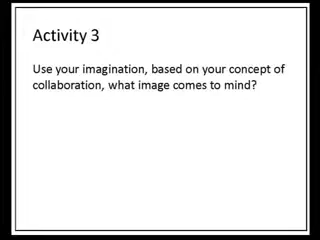 Activity 3
Use your imagination, based on your concept of
collaboration, what image comes to mind?